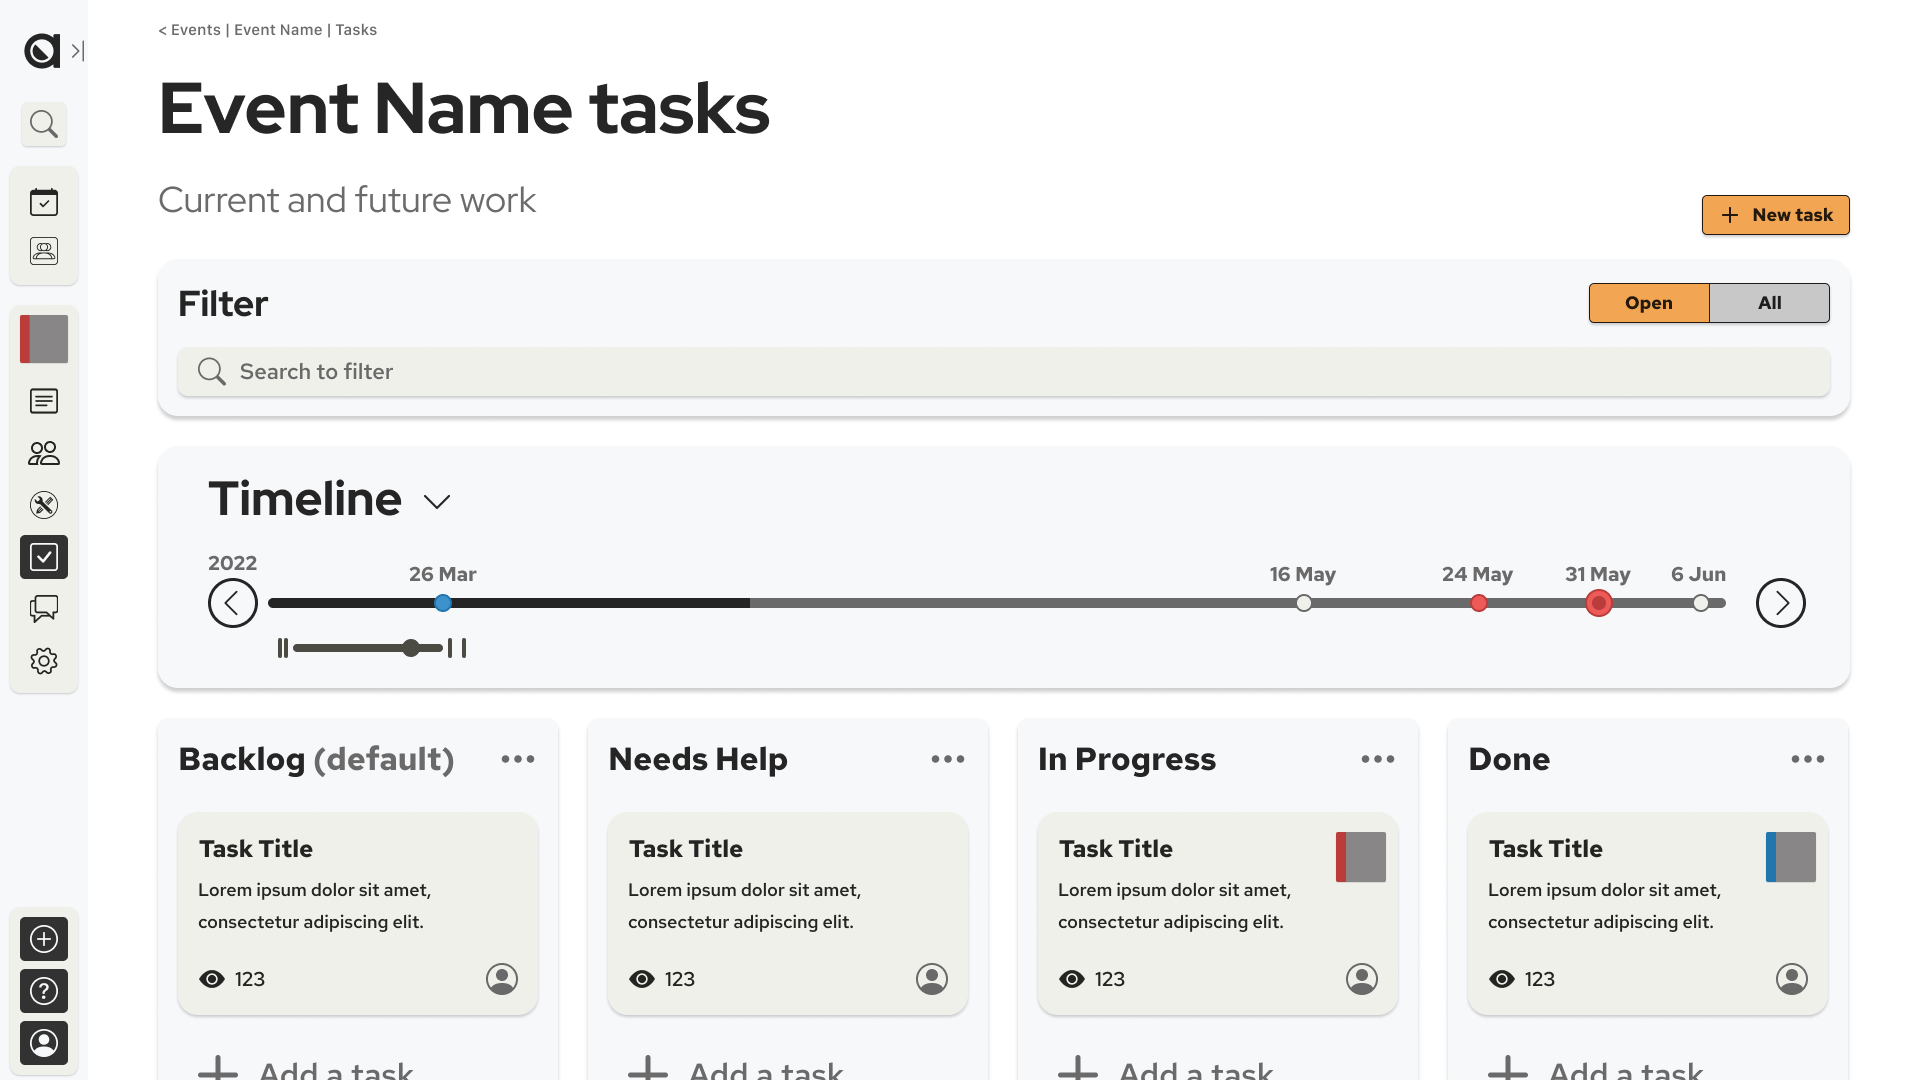 < Events | Event Name | Tasks
Event Name tasks
Current and future work
+ New task
Filter
Open
All
Search to filter
Timeline
2022
26 Mar
16 May
24 May
31 May
6 Jun
Backlog (default)
Task Title
Lorem ipsum dolor sit amet,
consectetur adipiscing elit.
123
Add a task
Needs Help
Task Title
Lorem ipsum dolor sit amet,
consectetur adipiscing elit.
123
Add a task
In Progress
Task Title
Lorem ipsum dolor sit amet,
consectetur adipiscing elit.
123
Add a task
Done
Task Title
Lorem ipsum dolor sit amet,
consectetur adipiscing elit.
123
Add a task